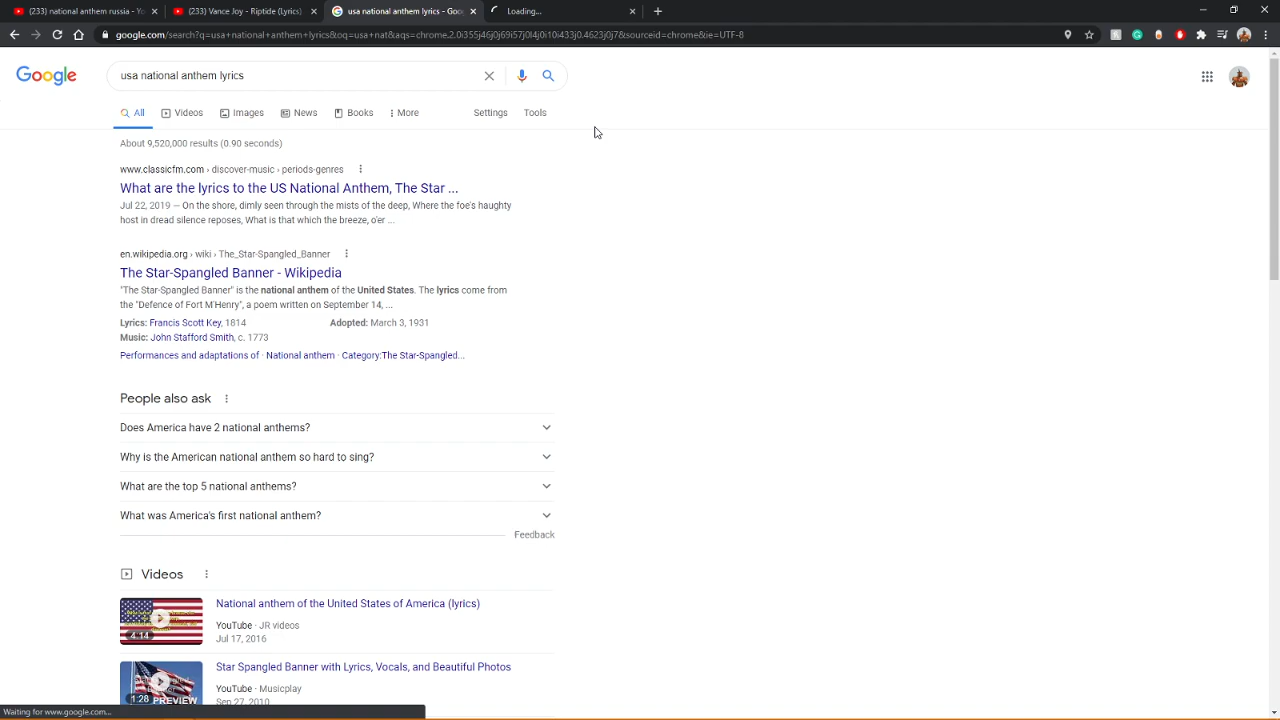 (233) national anthem russia - Yo
(233) Vance Joy - Riptide (Lyrics)
usa national anthem lyrics - Goo
Loading...
google.com/search?q=usa+national+anthem+lyrics&oq=usa+nat&aqs=chrome.2.0i355j46j0j69i57j0l4j0i10i433j0.4623j0j7&sourceid=chrome&ie=UTF-8
Google
usa national anthem lyrics
All
Videos
Images
News
Books
More
Settings
Tools
About 9,520,000 results (0.90 seconds)
www.classicfm.com › discover-music › periods-genres
What are the lyrics to the US National Anthem, The Star ...
Jul 22, 2019 — On the shore, dimly seen through the mists of the deep, Where the foe's haughty
host in dread silence reposes, What is that which the breeze, o'er ...
en.wikipedia.org › wiki › The_Star-Spangled_Banner
The Star-Spangled Banner - Wikipedia
"The Star-Spangled Banner" is the national anthem of the United States. The lyrics come from
the "Defence of Fort M'Henry", a poem written on September 14, ...
Lyrics: Francis Scott Key, 1814
Adopted: March 3, 1931
Music: John Stafford Smith, c. 1773
Performances and adaptations of · National anthem · Category:The Star-Spangled...
People also ask
Does America have 2 national anthems?
Why is the American national anthem so hard to sing?
What are the top 5 national anthems?
What was America's first national anthem?
Feedback
Videos
National anthem of the United States of America (lyrics)
YouTube · JR videos
4:14
Jul 17, 2016
Star Spangled Banner with Lyrics, Vocals, and Beautiful Photos
YouTube · Musicplay
PREVIEW
1:28
Sep 27, 2010
Waiting for www.google.com...